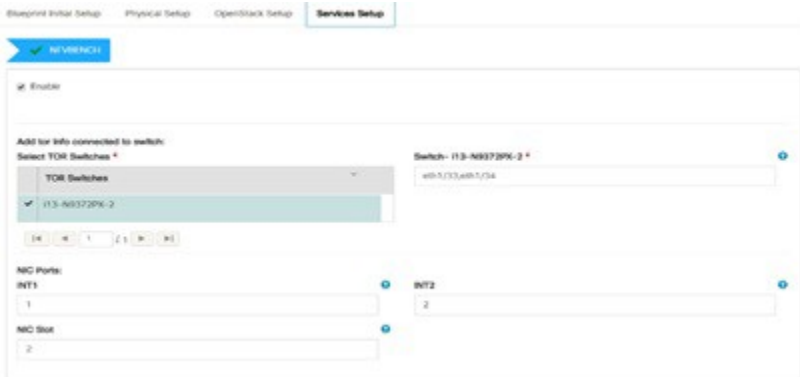 Blueprint Initial Setup Physical Setup OpenStack Setup Services Setup
NFVBENCH
Enable
Add tor info connected to switch:
Select TOR Switches *
Switch- i13-N9372PX-2 *
TOR Switches
eth1/33,eth1/34
i13-N9372PX-2
1 / 1
NIC Ports:
INT1 INT2
1 2
NIC Slot
2